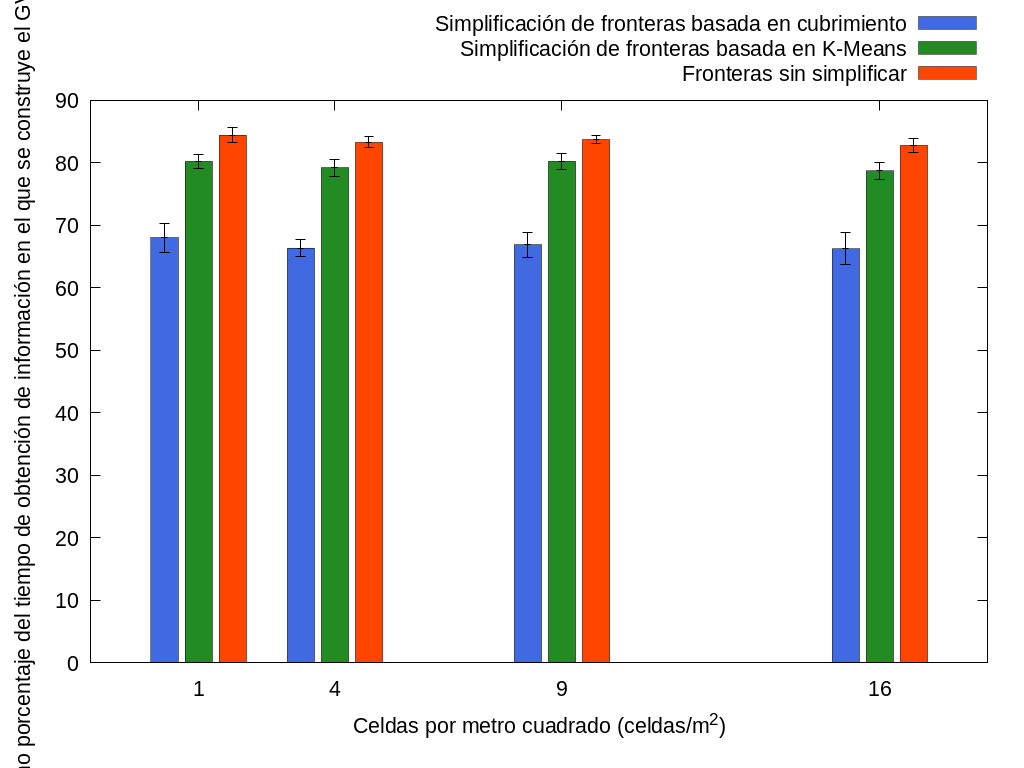 Simplificación de fronteras basada en cubrimiento
Simplificación de fronteras basada en K-Means
Fronteras sin simplificar
porcentaje del tiempo de obtención de información en el que se construye el
90
80
70
60
50
40
30
20
10
0
1 4 9 16
Celdas por metro cuadrado (celdas/m²)